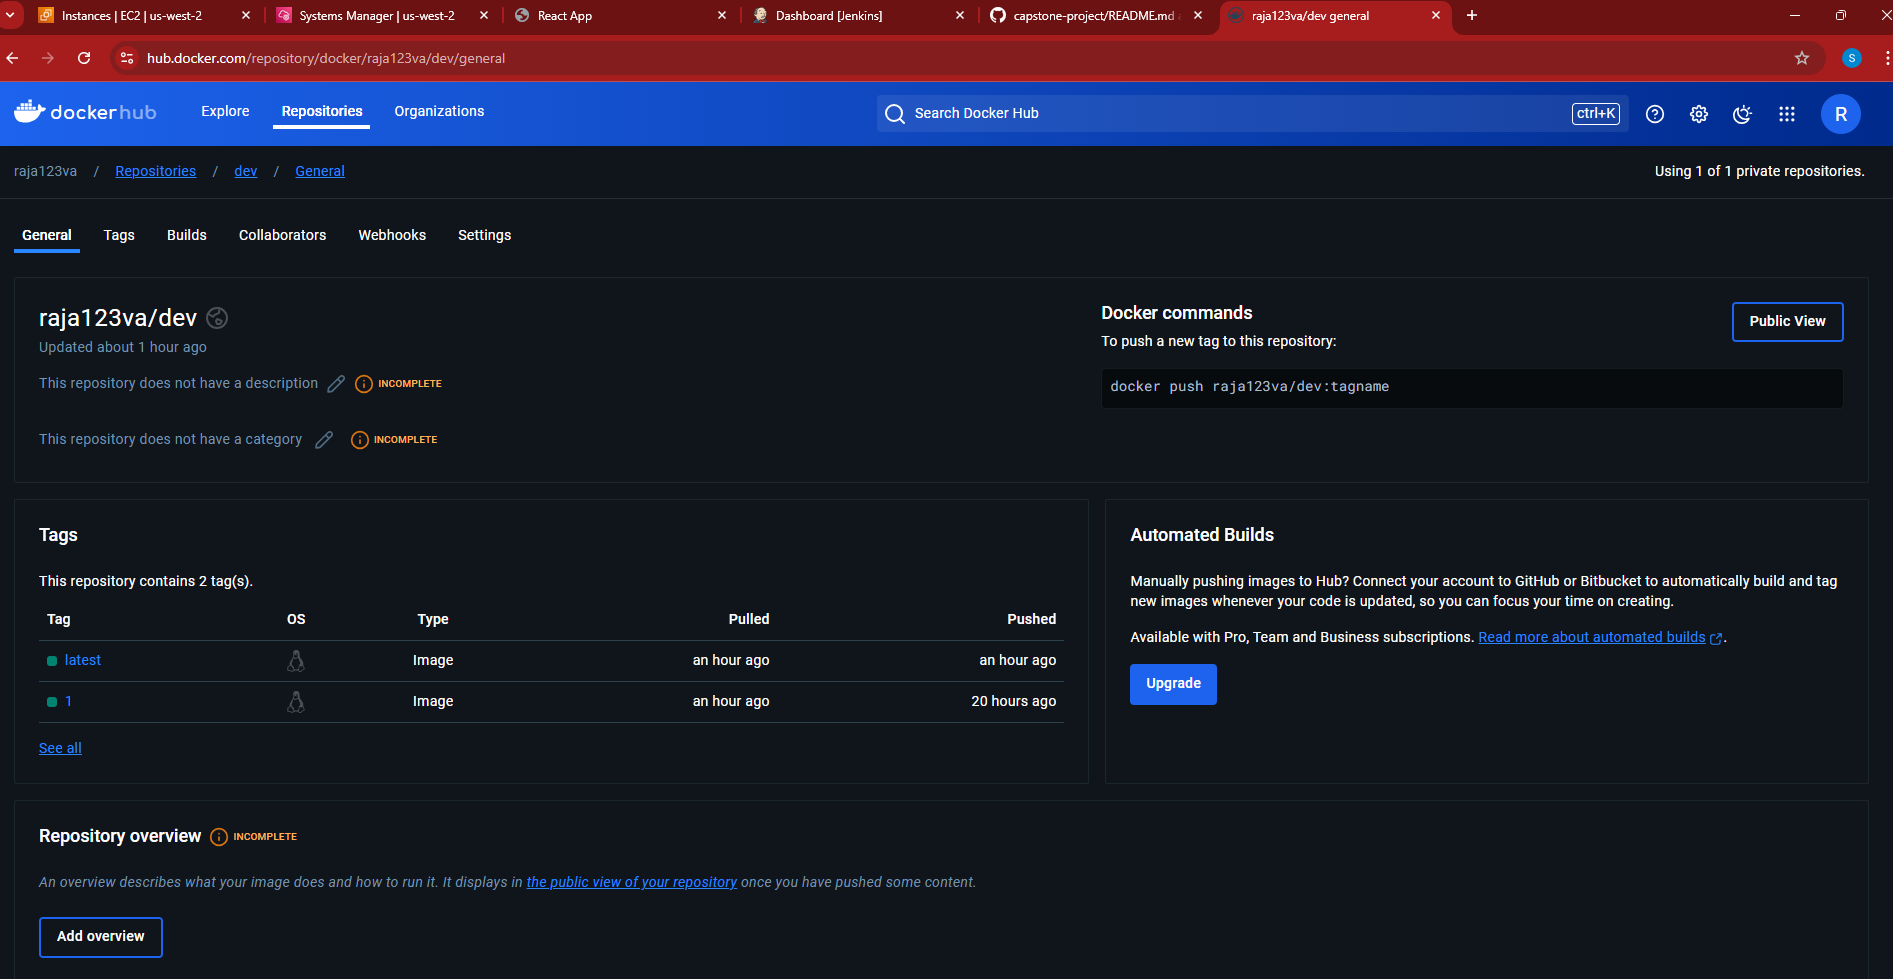 Instances | EC2 | us-west-2
Systems Manager | us-west-2
React App
Dashboard [Jenkins]
capstone-project/README.md
raja123va/dev general
hub.docker.com/repository/docker/raja123va/dev/general
S
dockerhub
Explore
Repositories
Organizations
Search Docker Hub
ctrl+K
R
raja123va / Repositories / dev / General
Using 1 of 1 private repositories.
General
Tags
Builds
Collaborators
Webhooks
Settings
raja123va/dev
Updated about 1 hour ago
This repository does not have a description INCOMPLETE
This repository does not have a category INCOMPLETE
Docker commands
Public View
To push a new tag to this repository:
docker push raja123va/dev:tagname
Tags
This repository contains 2 tag(s).
Tag OS Type Pulled Pushed
latest Image an hour ago an hour ago
1 Image an hour ago 20 hours ago
See all
Automated Builds
Manually pushing images to Hub? Connect your account to GitHub or Bitbucket to automatically build and tag
new images whenever your code is updated, so you can focus your time on creating.
Available with Pro, Team and Business subscriptions. Read more about automated builds.
Upgrade
Repository overview INCOMPLETE
An overview describes what your image does and how to run it. It displays in the public view of your repository once you have pushed some content.
Add overview